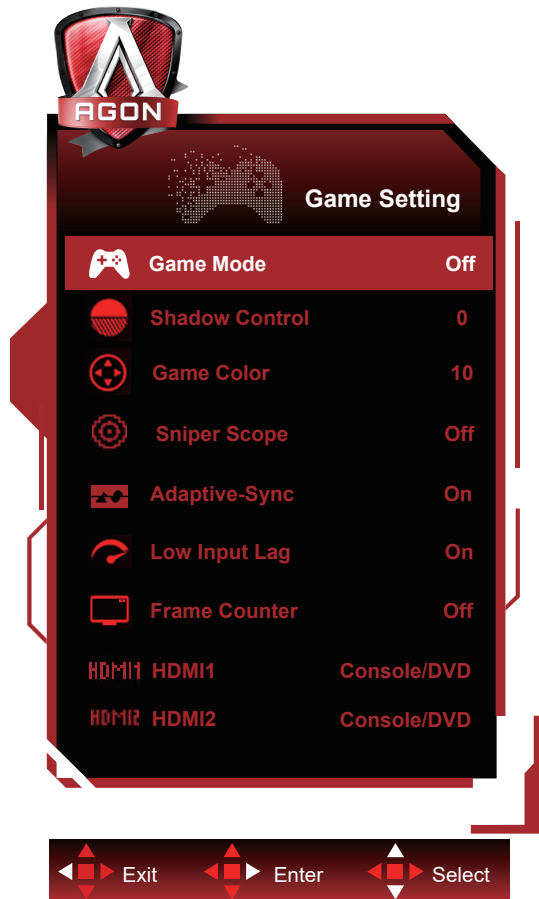 AGON
Game Setting
Game Mode Off
Shadow Control 0
Game Color 10
Sniper Scope Off
Adaptive-Sync On
Low Input Lag On
Frame Counter Off
HDMI1 HDMI1 Console/DVD
HDMI2 HDMI2 Console/DVD
Exit Enter Select